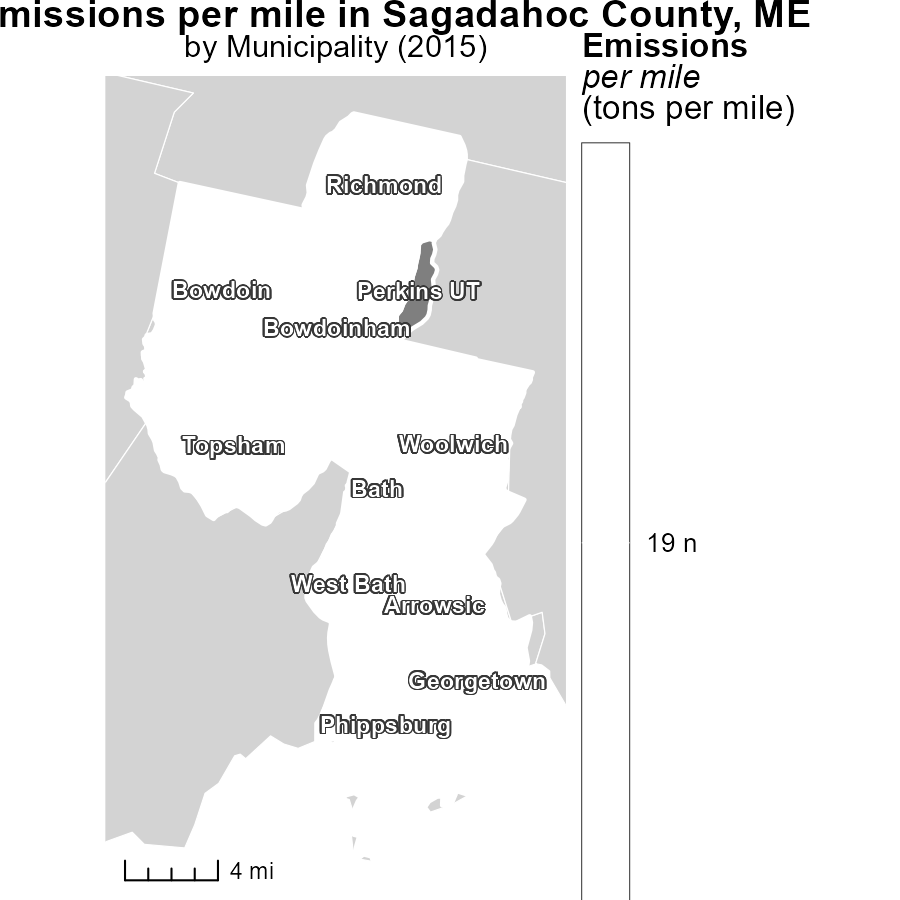 missions per mile in Sagadahoc County, ME
by Municipality (2015)
Emissions
per mile
(tons per mile)
Richmond
Bowdoin
Perkins UT
Bowdoinham
Topsham
Woolwich
Bath
19 n
West Bath
Arrowsic
Georgetown
Phippsburg
4 mi